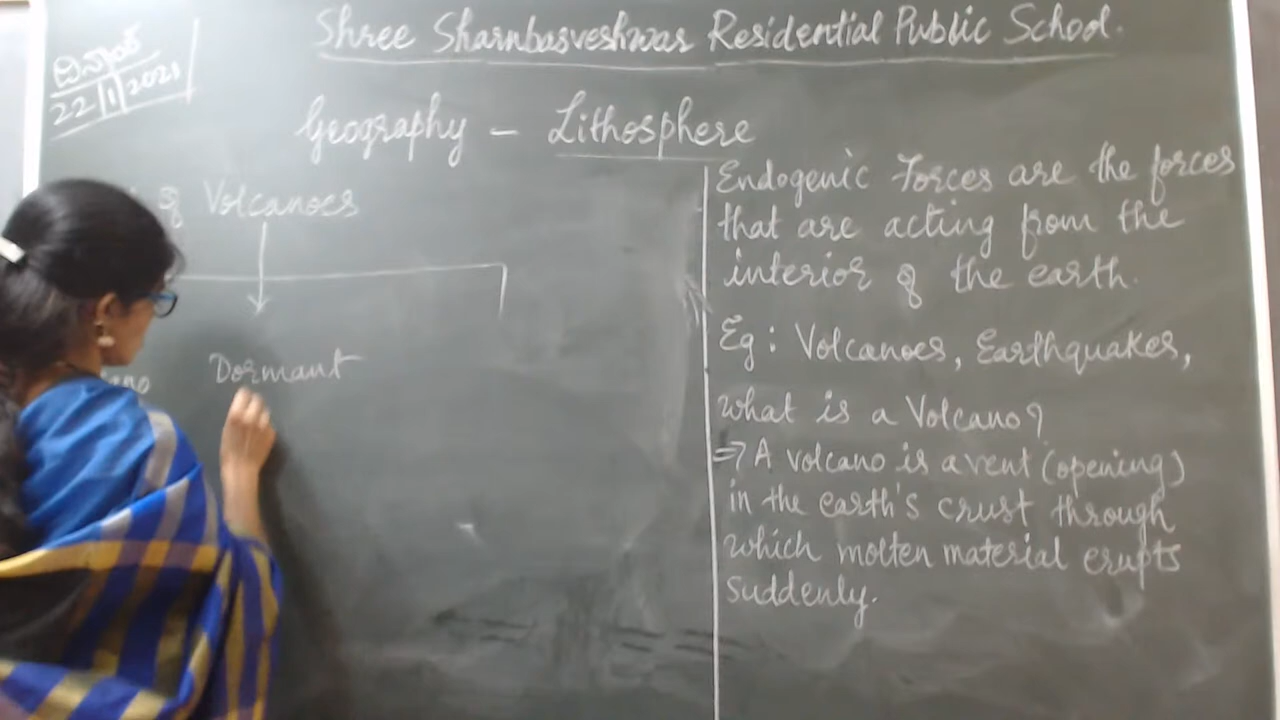 Shree Sharnbasveshwar Residential Public School.
22/1/2021
Geography - Lithosphere
of Volcanoes
Dormant
Endogenic Forces are the forces
that are acting from the
interior of the earth.
Eg: Volcanoes, Earthquakes,
what is a Volcano?
⇒ A volcano is a vent (opening)
in the earth's crust through
which molten material erupts
suddenly.